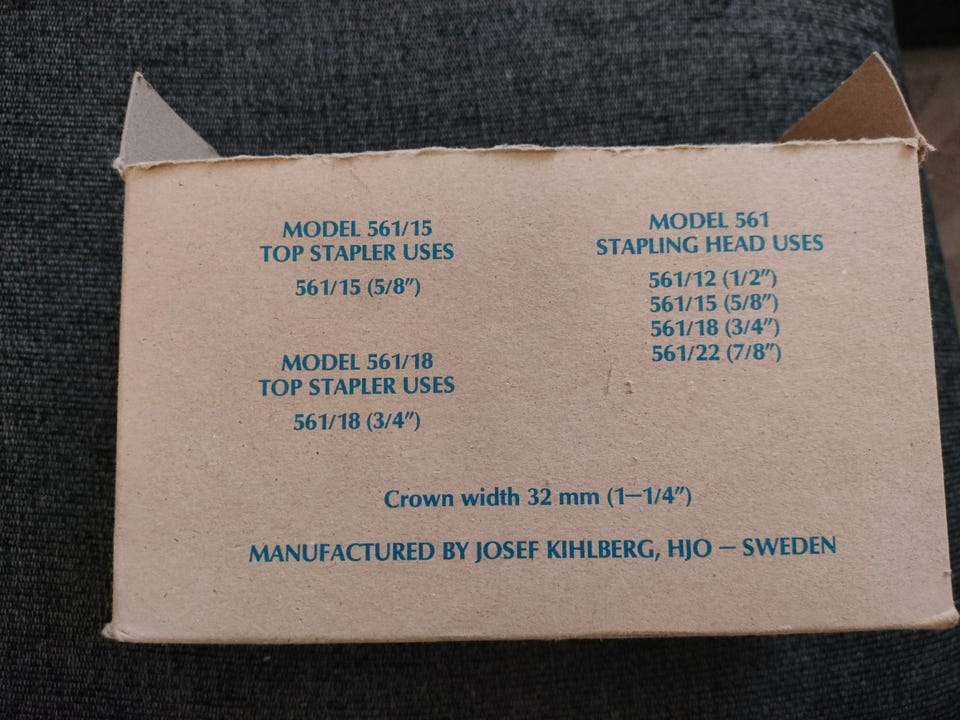 MODEL 561/15
TOP STAPLER USES
561/15 (5/8")
MODEL 561/18
TOP STAPLER USES
561/18 (3/4")
MODEL 561
STAPLING HEAD USES
561/12 (1/2")
561/15 (5/8")
561/18 (3/4")
561/22 (7/8")
Crown width 32 mm (1–1/4")
MANUFACTURED BY JOSEF KIHLBERG, HJO – SWEDEN